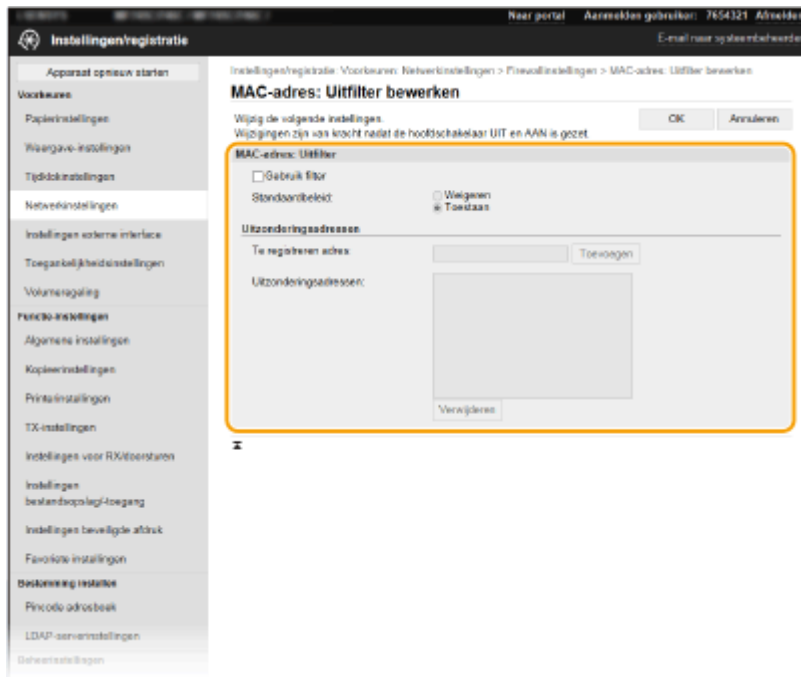 Naar portal Aanmelden gebruiker: 7654321 Afmelden
Instellingen/registratie
E-mail naar systeembeheerder
Apparaat opnieuw starten
Voorkeuren
Papierinstellingen
Weergave-instellingen
Tijdklokinstellingen
Netwerkinstellingen
Instellingen externe interface
Toegankelijkheidsinstellingen
Volumeregeling
Functie-instellingen
Algemene instellingen
Kopieerinstellingen
Printerinstallingen
TX-instellingen
Instellingen voor RX/doorsturen
Instellingen
bestandsopslag/-toegang
Instellingen beveiligde afdruk
Favoriete instellingen
Bestemming instellen
Pincode adresboek
LDAP-serverinstellingen
Beheerinstellingen
Instellingen/registratie: Voorkeuren: Netwerkinstellingen > Firewallinstellingen > MAC-adres: Uitfilter bewerken
MAC-adres: Uitfilter bewerken
Wijzig de volgende instellingen.
Wijzigingen zijn van kracht nadat de hoofdschakelaar UIT en AAN is gezet.
OK Annuleren
MAC-adres: Uitfilter
Gebruik filter
Standaardbeleid:
Weigeren
Toestaan
Uitzonderingsadressen
Te registreren adres:
Toevoegen
Uitzonderingsadressen:
Verwijderen